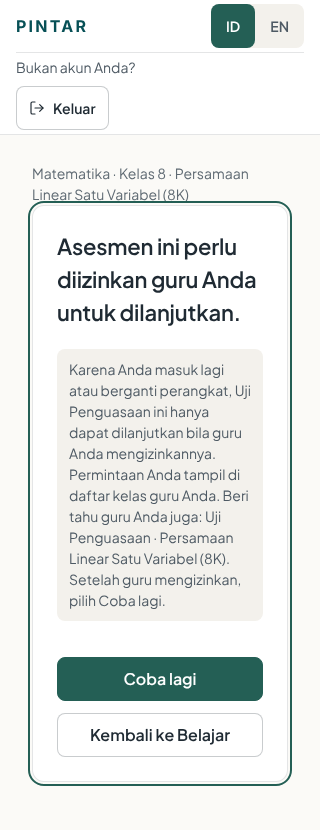 PINTAR
ID
EN
Bukan akun Anda?
Keluar
Matematika · Kelas 8 · Persamaan
Linear Satu Variabel (8K)
Asesmen ini perlu
diizinkan guru Anda
untuk dilanjutkan.
Karena Anda masuk lagi
atau berganti perangkat, Uji
Penguasaan ini hanya
dapat dilanjutkan bila guru
Anda mengizinkannya.
Permintaan Anda tampil di
daftar kelas guru Anda. Beri
tahu guru Anda juga: Uji
Penguasaan · Persamaan
Linear Satu Variabel (8K).
Setelah guru mengizinkan,
pilih Coba lagi.
Coba lagi
Kembali ke Belajar